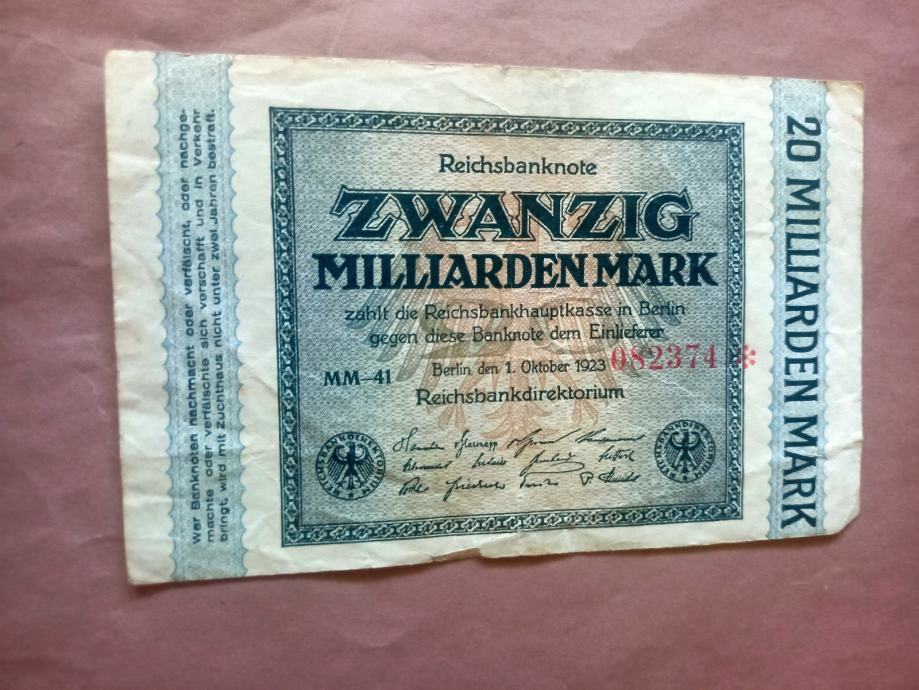 Wer Banknoten nachmacht oder verfälscht, oder nachge-
machte oder verfälschte sich verschafft und in Verkehr
bringt, wird mit Zuchthaus nicht unter zwei Jahren bestraft.
Reichsbanknote
ZWANZIG
MILLIARDEN MARK
zahlt die Reichsbankhauptkasse in Berlin
gegen diese Banknote dem Einlieferer
Berlin den 1. Oktober 1923 082374 *
MM-41
Reichsbankdirektorium
REICHSBANKDIREKTORIUM
REICHSBANKDIREKTORIUM
20 MILLIARDEN MARK